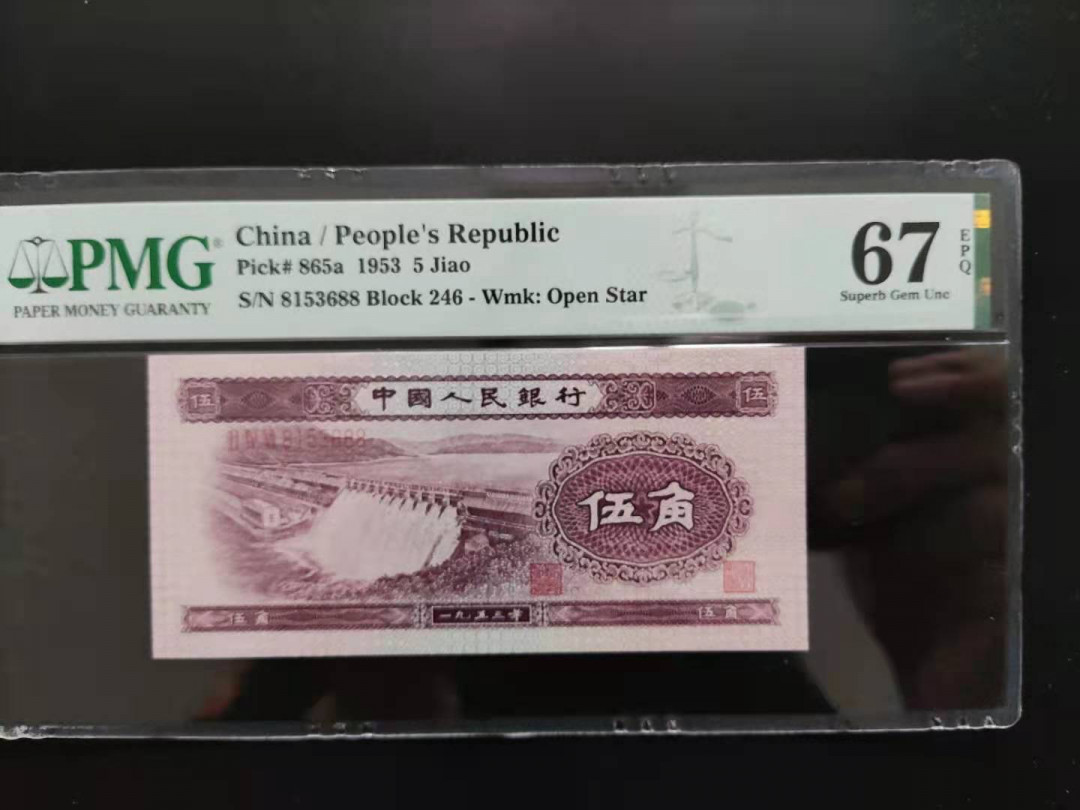 PMG
PAPER MONEY GUARANTY
China / People's Republic
Pick# 865a 1953 5 Jiao
S/N 8153688 Block 246 - Wmk: Open Star
67
EPQ
Superb Gem Unc
伍 中國人民銀行 伍
8153688
伍角
伍角 一九五三年 伍角